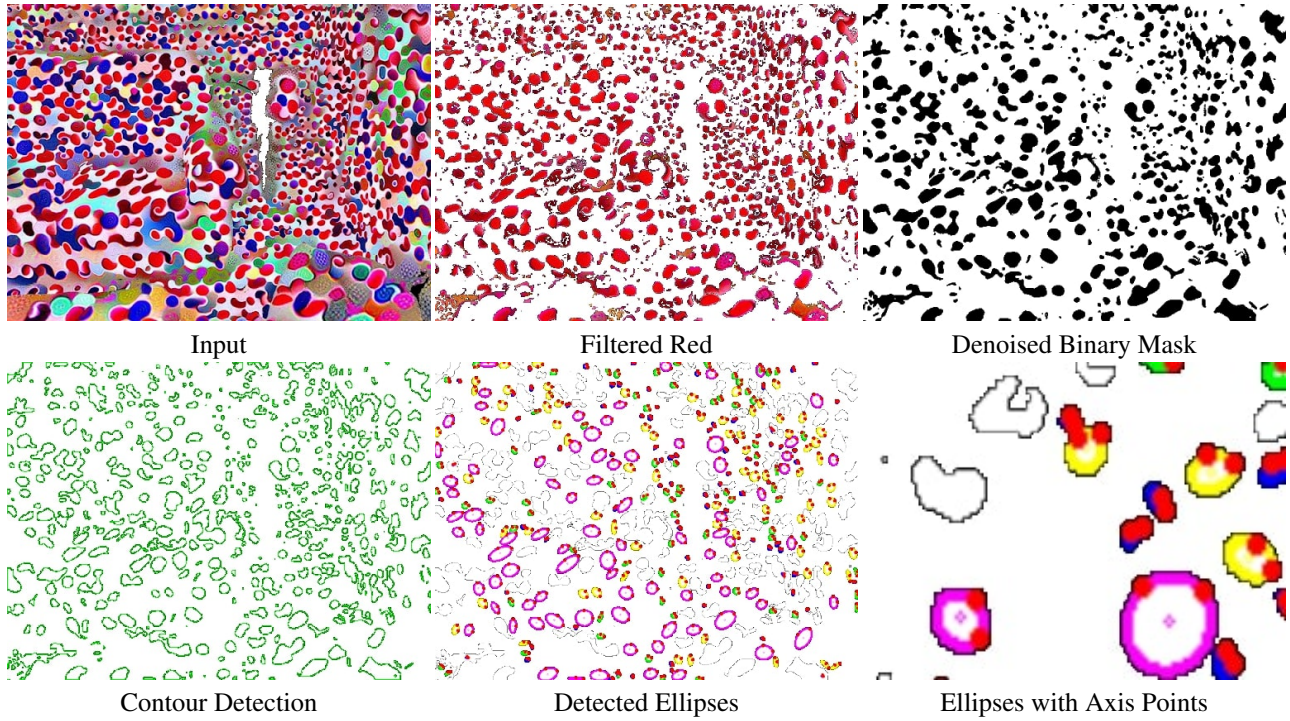 Input
Filtered Red
Denoised Binary Mask
Contour Detection
Detected Ellipses
Ellipses with Axis Points